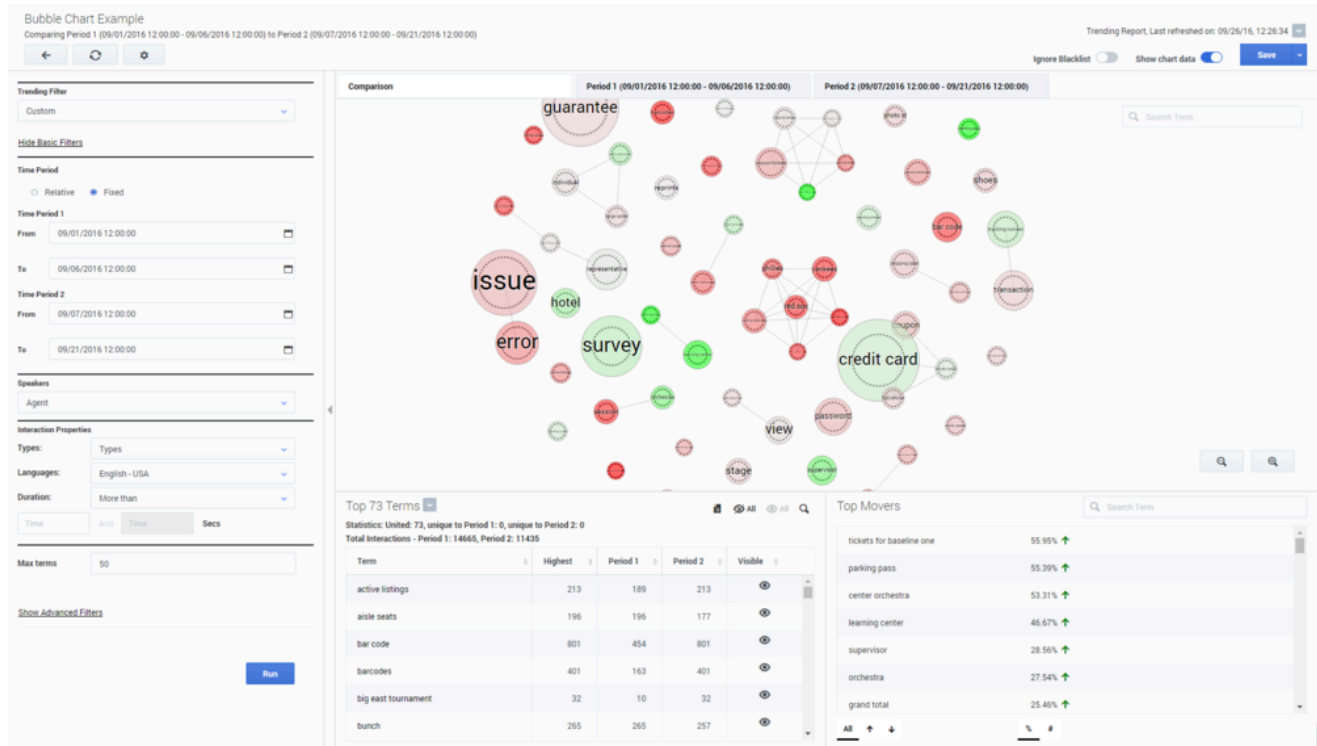 Bubble Chart Example
Comparing Period 1 (09/01/2016 12:00:00 - 09/06/2016 12:00:00) to Period 2 (09/07/2016 12:00:00 - 09/21/2016 12:00:00)
Trending Report, Last refreshed on: 09/26/16, 12:26:34
Ignore Blacklist
Show chart data
Save
Trending Filter
Custom
Hide Basic Filters
Time Period
Relative Fixed
Time Period 1
From 09/01/2016 12:00:00
To 09/06/2016 12:00:00
Time Period 2
From 09/07/2016 12:00:00
To 09/21/2016 12:00:00
Speakers
Agent
Interaction Properties
Types: Types
Languages: English - USA
Duration: More than
Time And Time Secs
Max terms 50
Show Advanced Filters
Run
Comparison
Period 1 (09/01/2016 12:00:00 - 09/06/2016 12:00:00)
Period 2 (09/07/2016 12:00:00 - 09/21/2016 12:00:00)
Search Term
guarantee
photo id
individual
reprints
shoes
bar code
representative
phillies
yankees
issue
transaction
hotel
red sox
coupon
error
survey
credit card
orchestra
session
password
view
stage
supervisor
Top 73 Terms
All
All
Statistics: United: 73, unique to Period 1: 0, unique to Period 2: 0
Total Interactions - Period 1: 14665, Period 2: 11435
Term Highest Period 1 Period 2 Visible
active listings 213 189 213
aisle seats 196 196 177
bar code 801 454 801
barcodes 401 163 401
big east tournament 32 10 32
bunch 265 265 257
Top Movers
Search Term
tickets for baseline one 55.95%
parking pass 55.39%
center orchestra 53.31%
learning center 46.67%
supervisor 28.56%
orchestra 27.54%
grand total 25.46%
All
% #